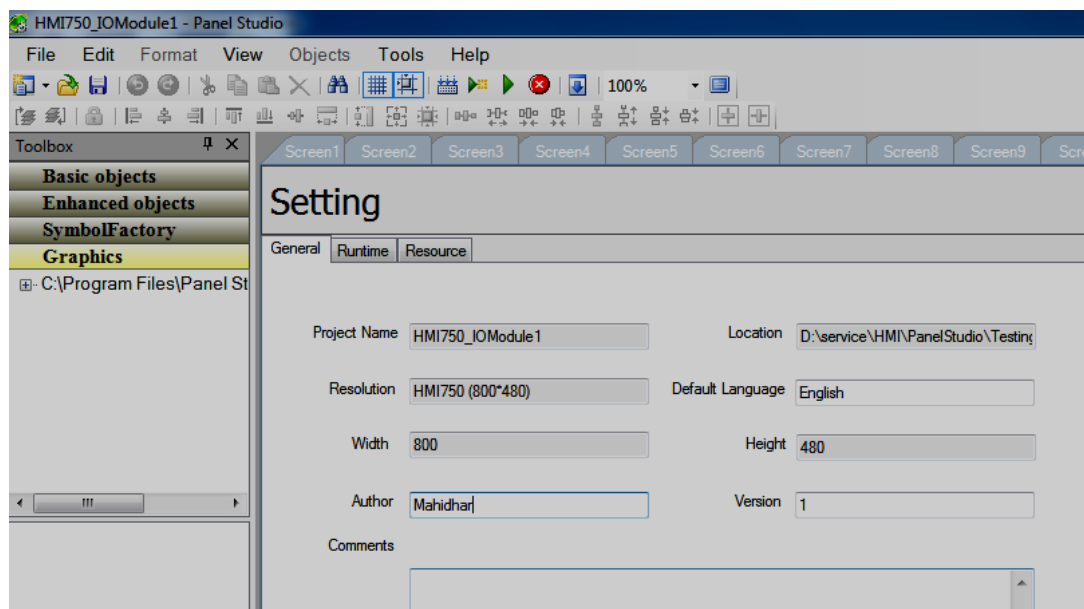 HMI750_IOModule1 - Panel Studio
File Edit Format View Objects Tools Help
100%
Toolbox
Screen1 Screen2 Screen3 Screen4 Screen5 Screen6 Screen7 Screen8 Screen9 Scre
Basic objects
Enhanced objects
SymbolFactory
Graphics
C:\Program Files\Panel St
Setting
General Runtime Resource
Project Name HMI750_IOModule1 Location D:\service\HMI\PanelStudio\Testing
Resolution HMI750 (800*480) Default Language English
Width 800 Height 480
Author Mahidhar Version 1
Comments